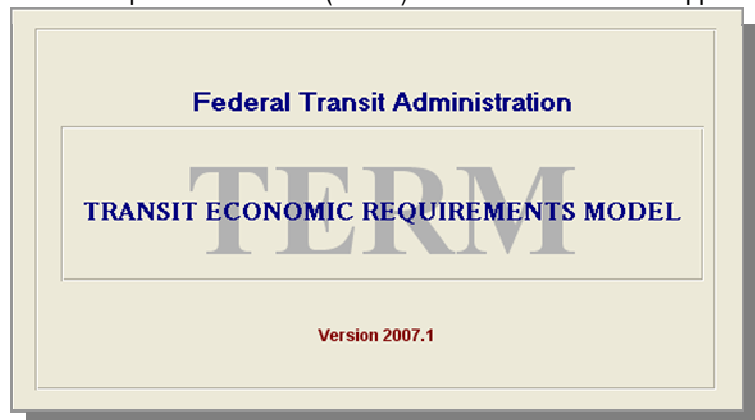 Federal Transit Administration
TERM
TRANSIT ECONOMIC REQUIREMENTS MODEL
Version 2007.1